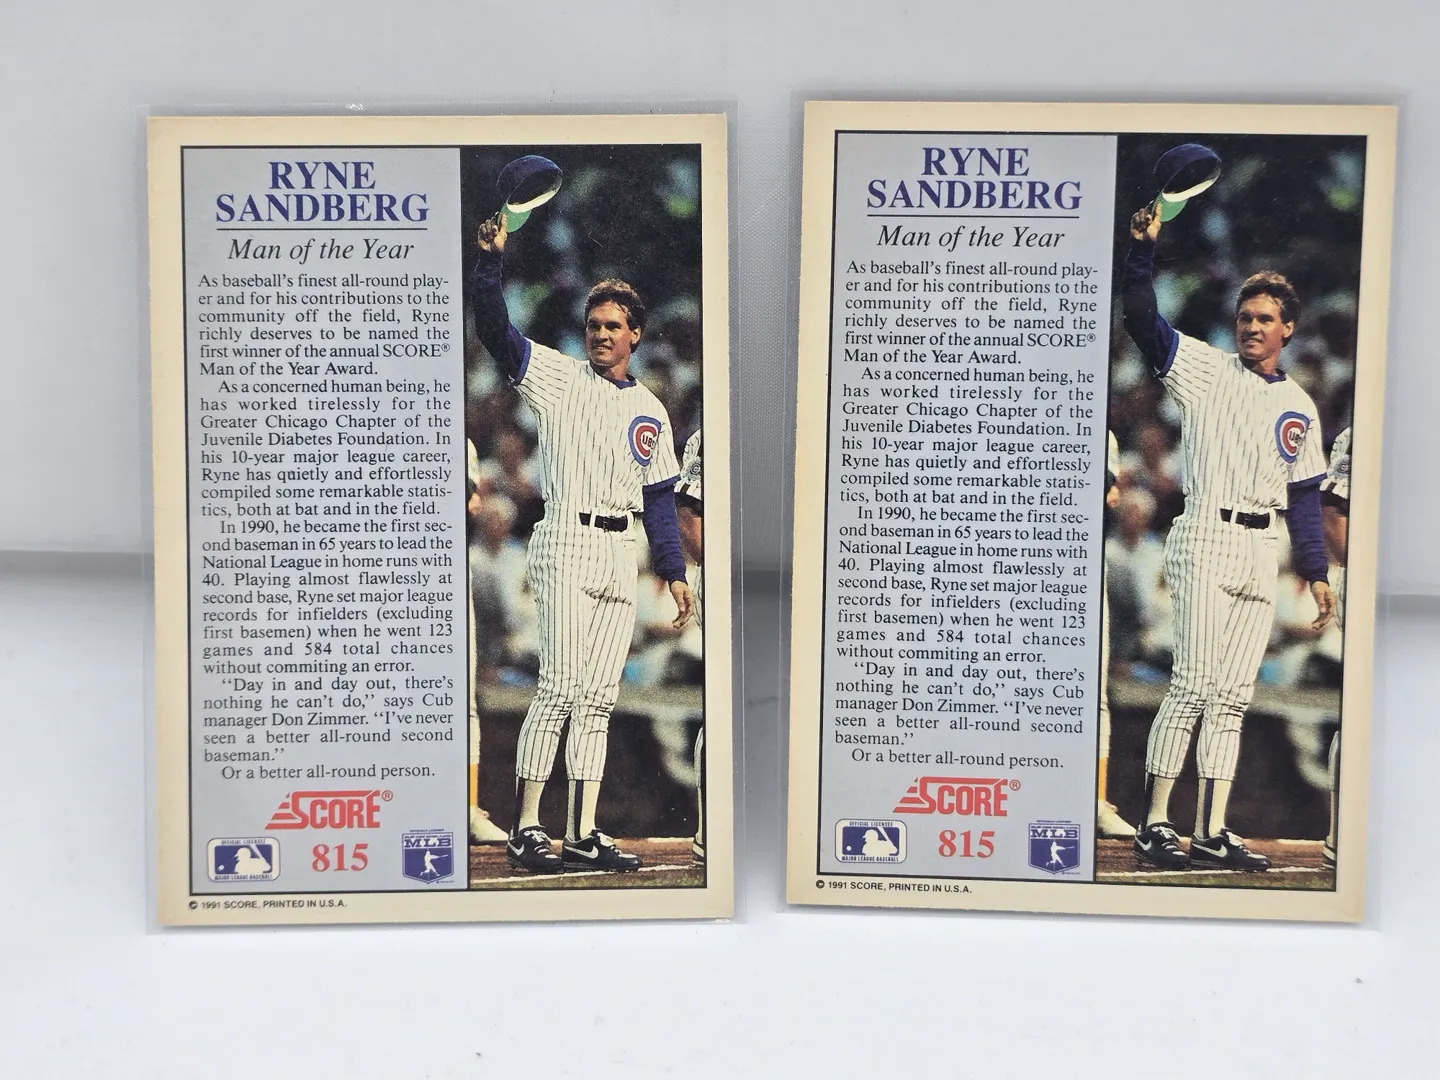 RYNE
SANDBERG
Man of the Year
As baseball's finest all-round play-
er and for his contributions to the
community off the field, Ryne
richly deserves to be named the
first winner of the annual SCORE®
Man of the Year Award.
As a concerned human being, he
has worked tirelessly for the
Greater Chicago Chapter of the
Juvenile Diabetes Foundation. In
his 10-year major league career,
Ryne has quietly and effortlessly
compiled some remarkable statis-
tics, both at bat and in the field.
In 1990, he became the first sec-
ond baseman in 65 years to lead the
National League in home runs with
40. Playing almost flawlessly at
second base, Ryne set major league
records for infielders (excluding
first basemen) when he went 123
games and 584 total chances
without commiting an error.
‘‘Day in and day out, there's
nothing he can't do,’’ says Cub
manager Don Zimmer. ‘‘I've never
seen a better all-round second
baseman.’’
Or a better all-round person.
SCORE®
OFFICIAL LICENSEE
MAJOR LEAGUE BASEBALL
815
MLB
© 1991 SCORE, PRINTED IN U.S.A.
CUBS
RYNE
SANDBERG
Man of the Year
As baseball's finest all-round play-
er and for his contributions to the
community off the field, Ryne
richly deserves to be named the
first winner of the annual SCORE®
Man of the Year Award.
As a concerned human being, he
has worked tirelessly for the
Greater Chicago Chapter of the
Juvenile Diabetes Foundation. In
his 10-year major league career,
Ryne has quietly and effortlessly
compiled some remarkable statis-
tics, both at bat and in the field.
In 1990, he became the first sec-
ond baseman in 65 years to lead the
National League in home runs with
40. Playing almost flawlessly at
second base, Ryne set major league
records for infielders (excluding
first basemen) when he went 123
games and 584 total chances
without commiting an error.
‘‘Day in and day out, there's
nothing he can't do,’’ says Cub
manager Don Zimmer. ‘‘I've never
seen a better all-round second
baseman.’’
Or a better all-round person.
SCORE®
OFFICIAL LICENSEE
MAJOR LEAGUE BASEBALL
815
MLB
© 1991 SCORE, PRINTED IN U.S.A.
CUBS